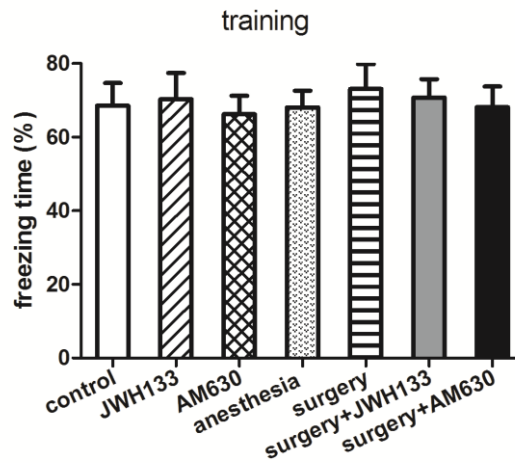 training
freezing time (%)
80
60
40
20
0
control
JWH133
AM630
anesthesia
surgery
surgery+JWH133
surgery+AM630